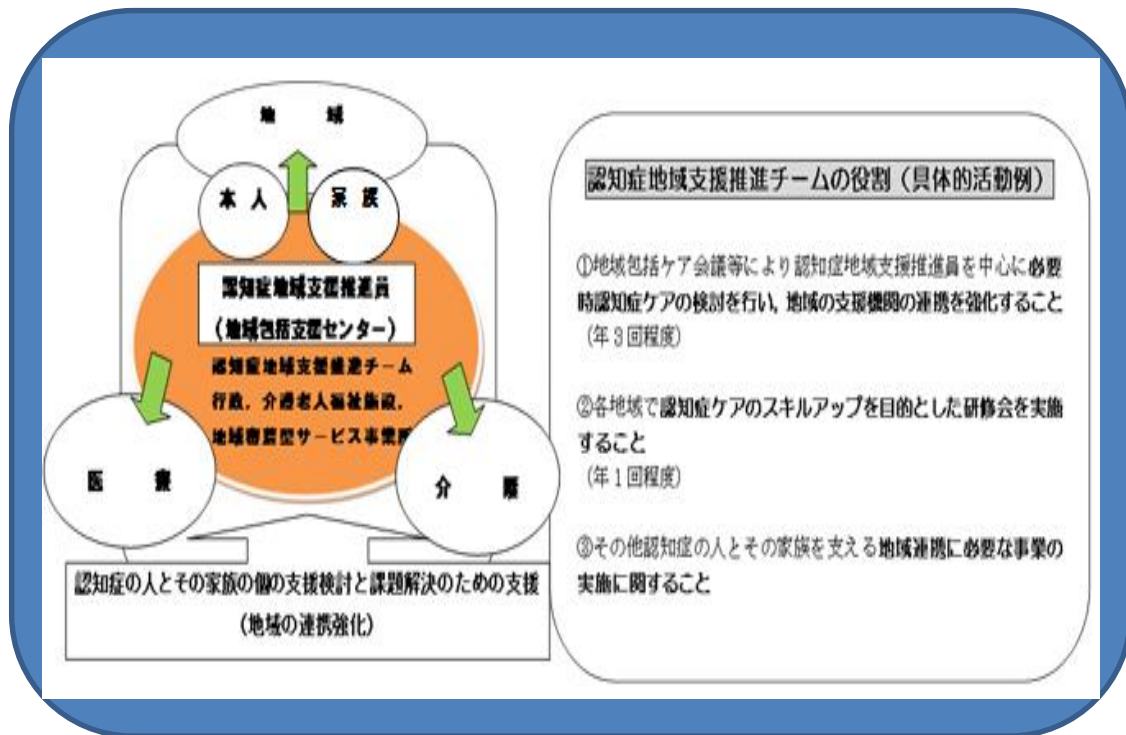 地 域
本 人
家 族
認知症地域支援推進員
(地域包括支援センター)
認知症地域支援推進チーム
行政，介護老人福祉施設，
地域密着型サービス事業所
医 療
介 護
認知症の人とその家族の個の支援検討と課題解決のための支援
(地域の連携強化)
認知症地域支援推進チームの役割（具体的活動例）
①地域包括ケア会議等により認知症地域支援推進員を中心に必要
時認知症ケアの検討を行い，地域の支援機関の連携を強化すること
（年３回程度）
②各地域で認知症ケアのスキルアップを目的とした研修会を実施
すること
（年１回程度）
③その他認知症の人とその家族を支える地域連携に必要な事業の
実施に関すること